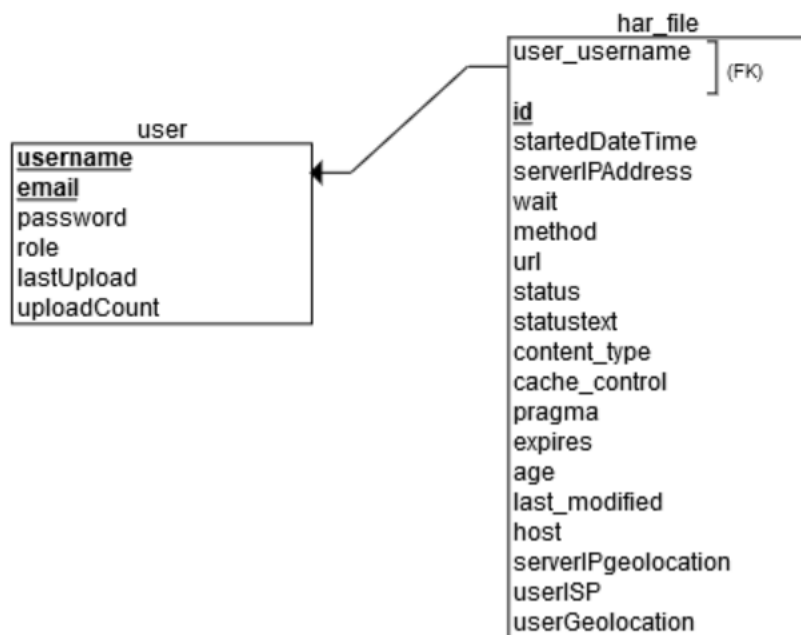 har_file
user_username
(FK)
id
startedDateTime
serverIPAddress
wait
method
url
status
statustext
content_type
cache_control
pragma
expires
age
last_modified
host
serverIPgeolocation
userISP
userGeolocation
user
username
email
password
role
lastUpload
uploadCount